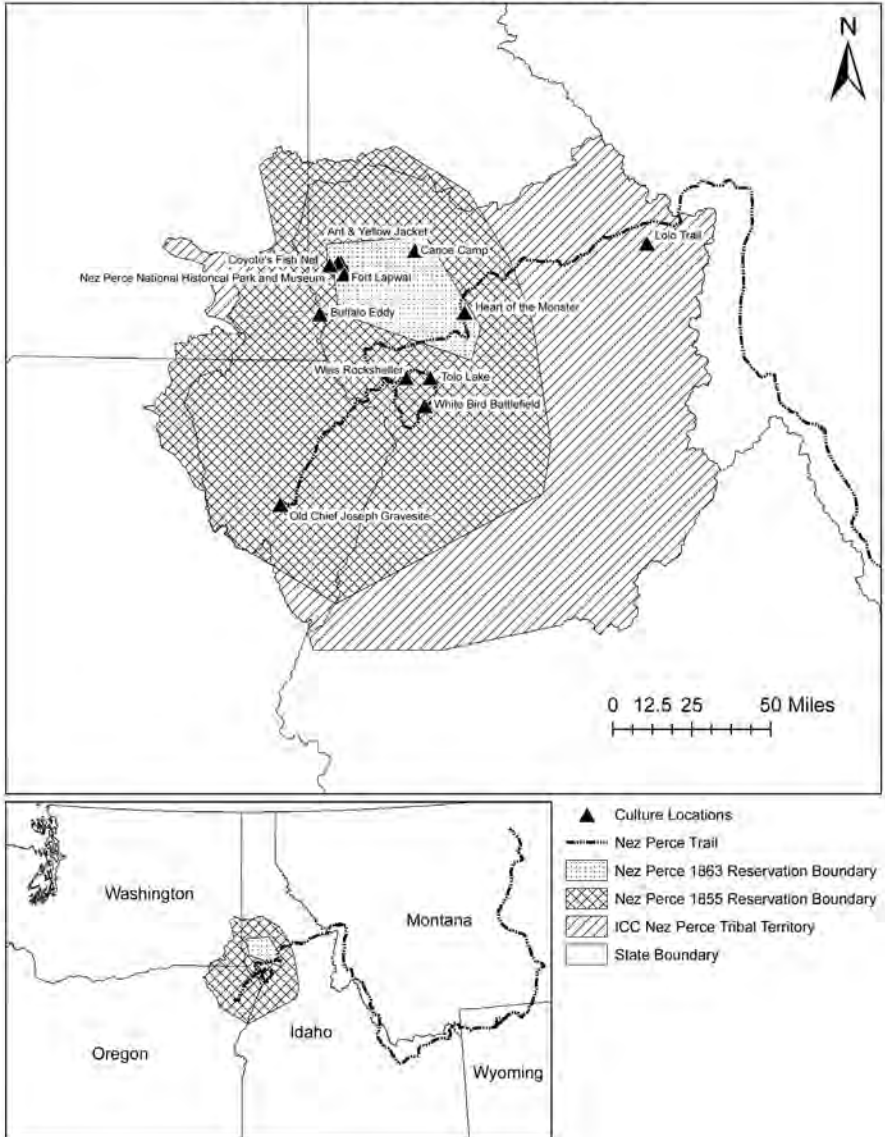 N
Lolo Trail
Ant & Yellow Jacket
Canoe Camp
Coyote's Fish Net
Nez Perce National Historical Park and Museum
Fort Lapwai
Heart of the Monster
Buffalo Eddy
Weis Rockshelter
Tolo Lake
White Bird Battlefield
Old Chief Joseph Gravesite
0 12.5 25 50 Miles
Washington
Montana
Oregon
Idaho
Wyoming
Culture Locations
Nez Perce Trail
Nez Perce 1863 Reservation Boundary
Nez Perce 1855 Reservation Boundary
ICC Nez Perce Tribal Territory
State Boundary